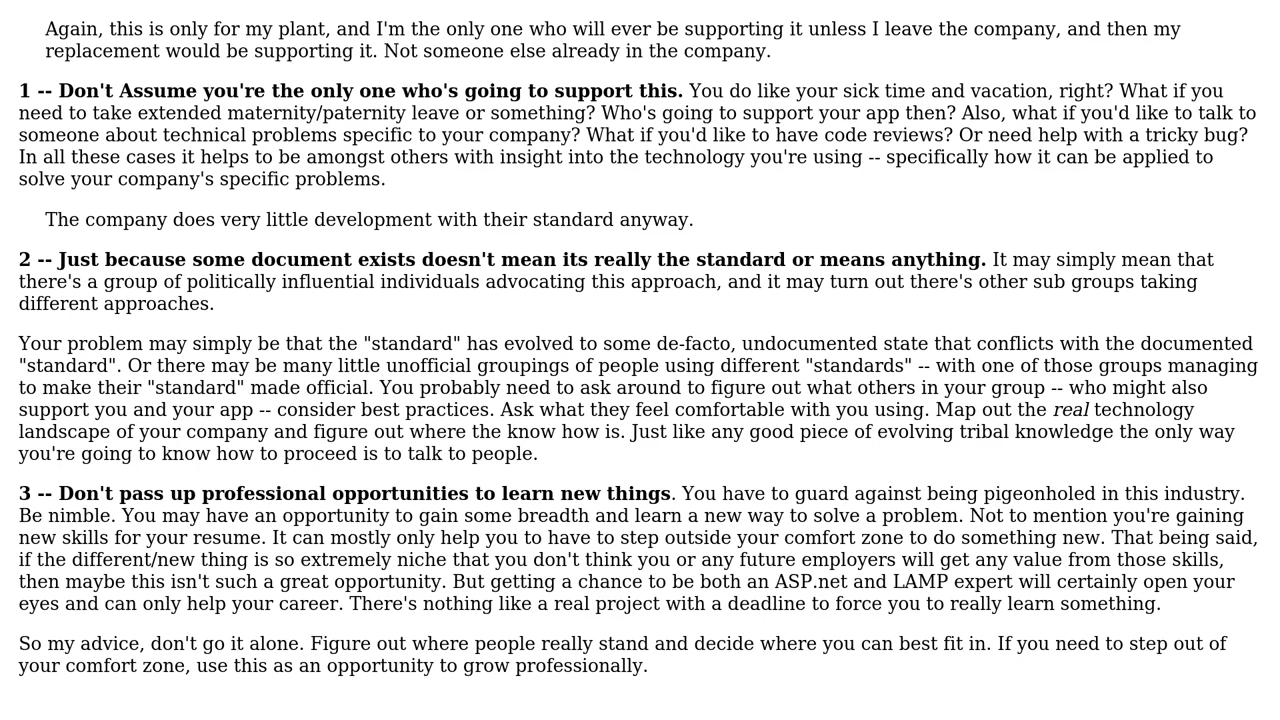 Again, this is only for my plant, and I'm the only one who will ever be supporting it unless I leave the company, and then my
replacement would be supporting it. Not someone else already in the company.
1 -- Don't Assume you're the only one who's going to support this. You do like your sick time and vacation, right? What if you
need to take extended maternity/paternity leave or something? Who's going to support your app then? Also, what if you'd like to talk to
someone about technical problems specific to your company? What if you'd like to have code reviews? Or need help with a tricky bug?
In all these cases it helps to be amongst others with insight into the technology you're using -- specifically how it can be applied to
solve your company's specific problems.
The company does very little development with their standard anyway.
2 -- Just because some document exists doesn't mean its really the standard or means anything. It may simply mean that
there's a group of politically influential individuals advocating this approach, and it may turn out there's other sub groups taking
different approaches.
Your problem may simply be that the "standard" has evolved to some de-facto, undocumented state that conflicts with the documented
"standard". Or there may be many little unofficial groupings of people using different "standards" -- with one of those groups managing
to make their "standard" made official. You probably need to ask around to figure out what others in your group -- who might also
support you and your app -- consider best practices. Ask what they feel comfortable with you using. Map out the real technology
landscape of your company and figure out where the know how is. Just like any good piece of evolving tribal knowledge the only way
you're going to know how to proceed is to talk to people.
3 -- Don't pass up professional opportunities to learn new things. You have to guard against being pigeonholed in this industry.
Be nimble. You may have an opportunity to gain some breadth and learn a new way to solve a problem. Not to mention you're gaining
new skills for your resume. It can mostly only help you to have to step outside your comfort zone to do something new. That being said,
if the different/new thing is so extremely niche that you don't think you or any future employers will get any value from those skills,
then maybe this isn't such a great opportunity. But getting a chance to be both an ASP.net and LAMP expert will certainly open your
eyes and can only help your career. There's nothing like a real project with a deadline to force you to really learn something.
So my advice, don't go it alone. Figure out where people really stand and decide where you can best fit in. If you need to step out of
your comfort zone, use this as an opportunity to grow professionally.